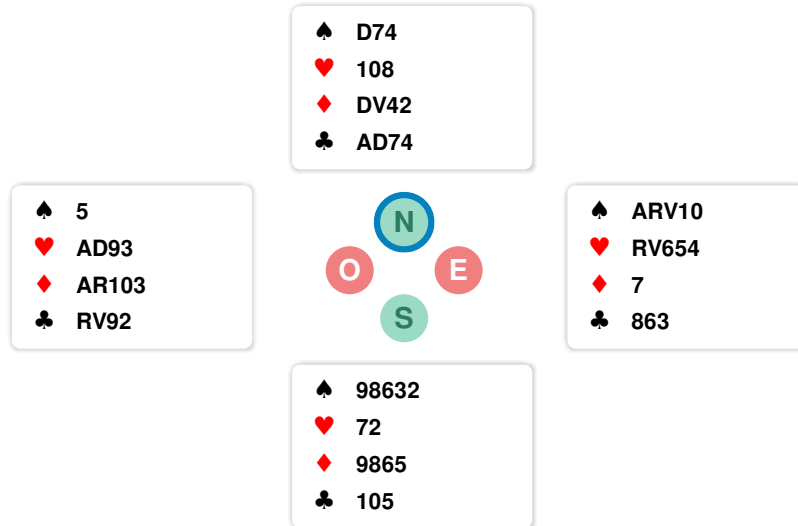 ♠ D74
♥ 108
♦ DV42
♣ AD74
♠ 5
♥ AD93
♦ AR103
♣ RV92
N
O E
S
♠ ARV10
♥ RV654
♦ 7
♣ 863
♠ 98632
♥ 72
♦ 9865
♣ 105